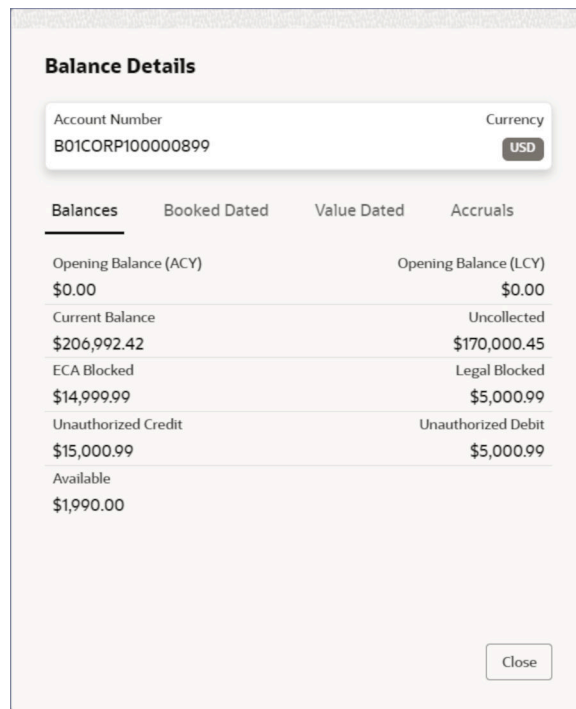 Balance Details
Account Number Currency
B01CORP100000899 USD
Balances Booked Dated Value Dated Accruals
Opening Balance (ACY) Opening Balance (LCY)
$0.00 $0.00
Current Balance Uncollected
$206,992.42 $170,000.45
ECA Blocked Legal Blocked
$14,999.99 $5,000.99
Unauthorized Credit Unauthorized Debit
$15,000.99 $5,000.99
Available
$1,990.00
Close